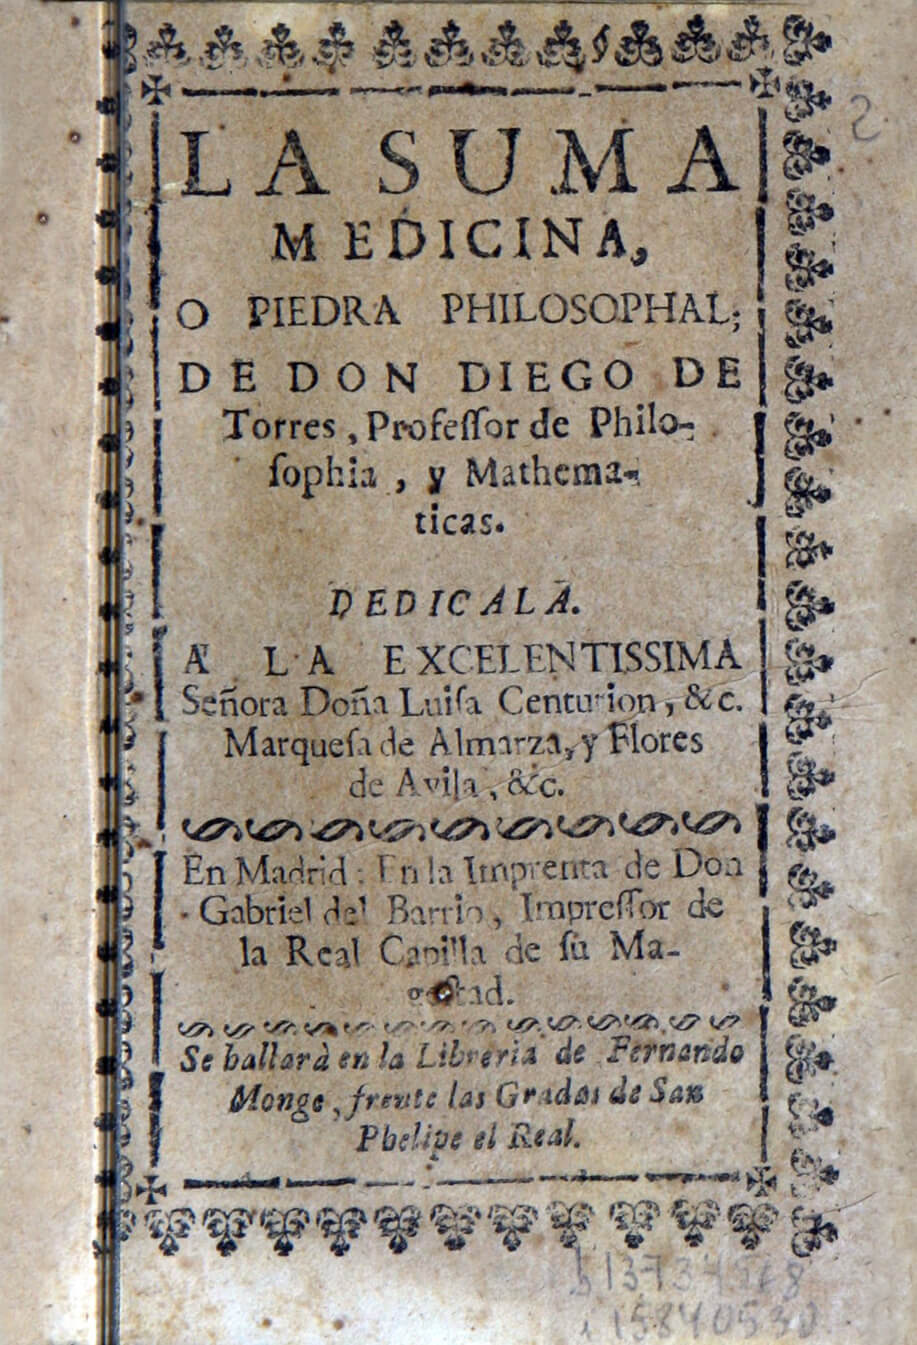 2
LA SUMA
MEDICINA,
O PIEDRA PHILOSOPHAL;
DE DON DIEGO DE
Torres, Profeſſor de Philo-
ſophia, y Mathema-
ticas.
DEDICALA.
A' LA EXCELENTISSIMA
Señora Doña Luiſa Centurion, &c.
Marqueſa de Almarza, y Flores
de Avila, &c.
En Madrid: En la Imprenta de Don
Gabriel del Barrio, Impreſſor de
la Real Capilla de ſu Ma-
geſtad.
Se hallarà en la Libreria de Fernando
Monge, frente las Gradas de San
Phelipe el Real.